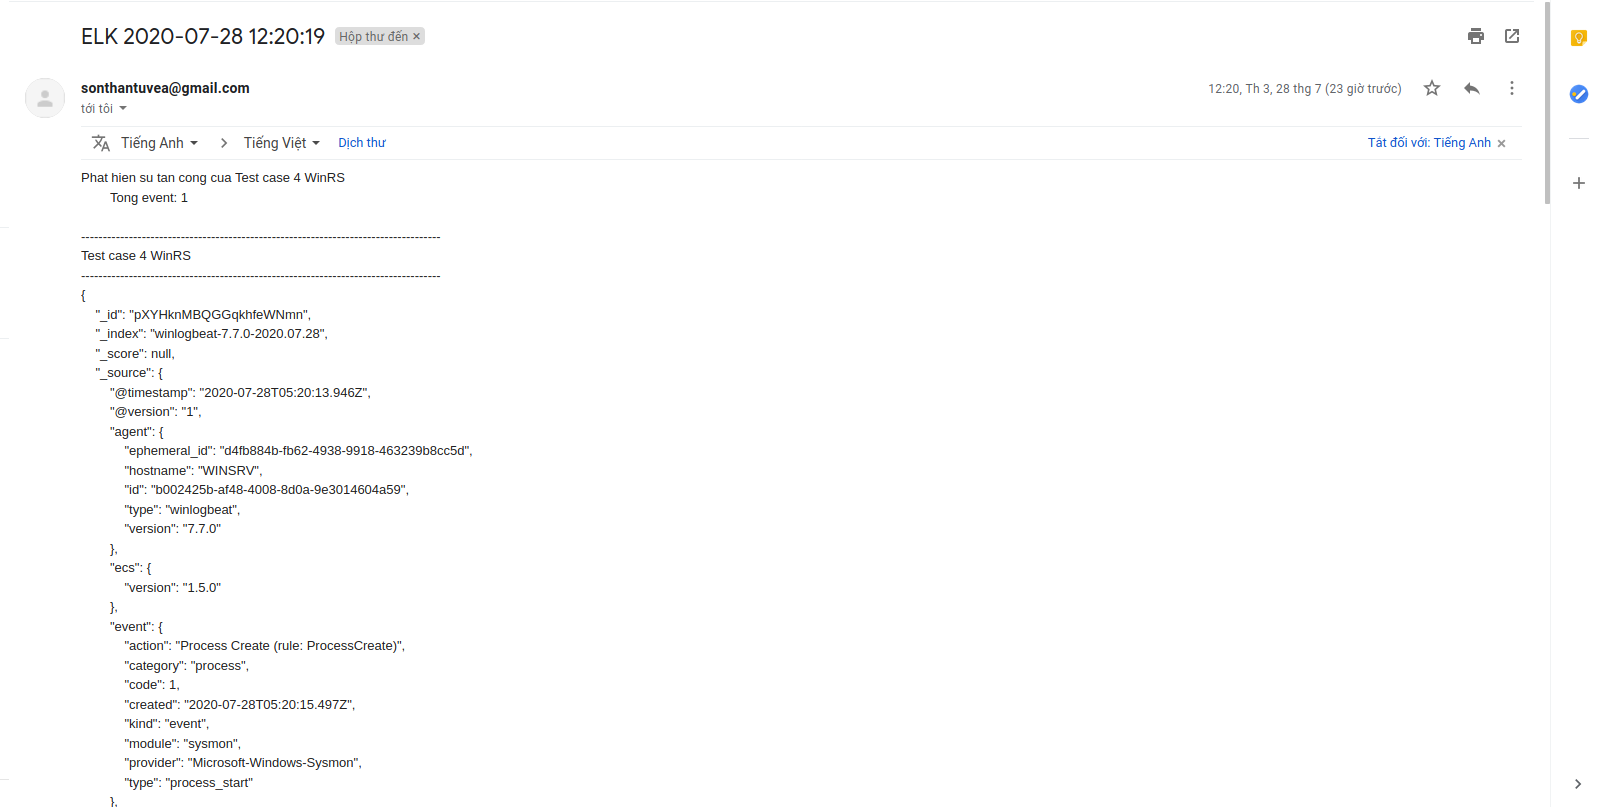 ELK 2020-07-28 12:20:19 Hộp thư đến ×
sonthantuvea@gmail.com
12:20, Th 3, 28 thg 7 (23 giờ trước)
tới tôi
Tiếng Anh > Tiếng Việt Dịch thư
Tắt đối với: Tiếng Anh ×
Phat hien su tan cong cua Test case 4 WinRS
Tong event: 1
-----------------------------------------------------------------------------------
Test case 4 WinRS
-----------------------------------------------------------------------------------
{
"_id": "pXYHknMBQGGqkhfeWNmn",
"_index": "winlogbeat-7.7.0-2020.07.28",
"_score": null,
"_source": {
"@timestamp": "2020-07-28T05:20:13.946Z",
"@version": "1",
"agent": {
"ephemeral_id": "d4fb884b-fb62-4938-9918-463239b8cc5d",
"hostname": "WINSRV",
"id": "b002425b-af48-4008-8d0a-9e3014604a59",
"type": "winlogbeat",
"version": "7.7.0"
},
"ecs": {
"version": "1.5.0"
},
"event": {
"action": "Process Create (rule: ProcessCreate)",
"category": "process",
"code": 1,
"created": "2020-07-28T05:20:15.497Z",
"kind": "event",
"module": "sysmon",
"provider": "Microsoft-Windows-Sysmon",
"type": "process_start"
},